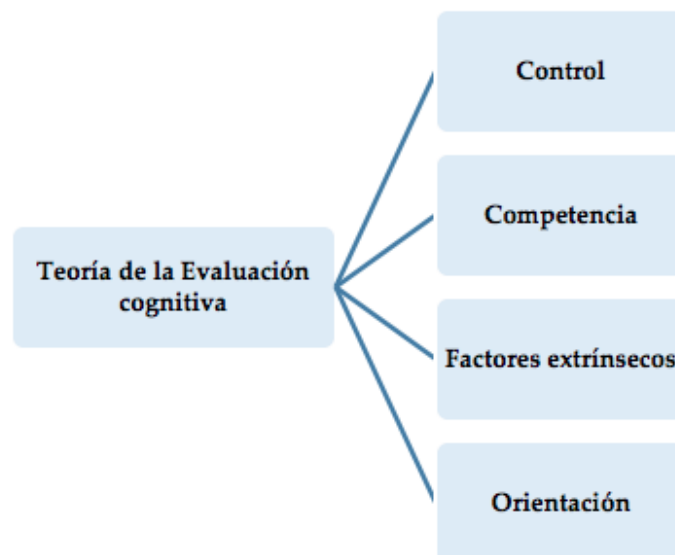 Control
Competencia
Teoría de la Evaluación
cognitiva
Factores extrínsecos
Orientación